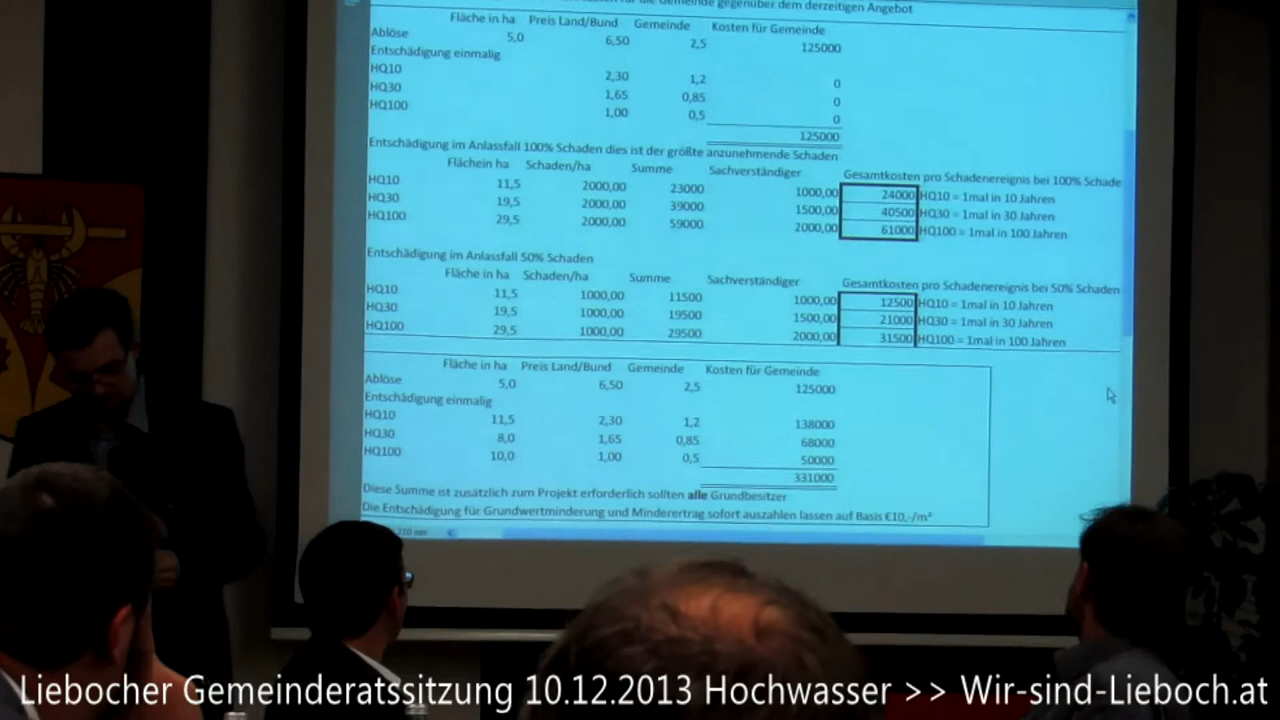 für die Gemeinde gegenüber dem derzeitigen Angebot
Fläche in ha Preis Land/Bund Gemeinde Kosten für Gemeinde
Ablöse 5,0 6,50 2,5 125000
Entschädigung einmalig
HQ10 2,30 1,2 0
HQ30 1,65 0,85 0
HQ100 1,00 0,5 0
125000
Entschädigung im Anlassfall 100% Schaden dies ist der größte anzunehmende Schaden
Flächein ha Schaden/ha Summe Sachverständiger Gesamtkosten pro Schadenereignis bei 100% Schade
HQ10 11,5 2000,00 23000 1000,00 24000 HQ10 = 1mal in 10 Jahren
HQ30 19,5 2000,00 39000 1500,00 40500 HQ30 = 1mal in 30 Jahren
HQ100 29,5 2000,00 59000 2000,00 61000 HQ100 = 1mal in 100 Jahren
Entschädigung im Anlassfall 50% Schaden
Fläche in ha Schaden/ha Summe Sachverständiger Gesamtkosten pro Schadenereignis bei 50% Schaden
HQ10 11,5 1000,00 11500 1000,00 12500 HQ10 = 1mal in 10 Jahren
HQ30 19,5 1000,00 19500 1500,00 21000 HQ30 = 1mal in 30 Jahren
HQ100 29,5 1000,00 29500 2000,00 31500 HQ100 = 1mal in 100 Jahren
Fläche in ha Preis Land/Bund Gemeinde Kosten für Gemeinde
Ablöse 5,0 6,50 2,5 125000
Entschädigung einmalig
HQ10 11,5 2,30 1,2 138000
HQ30 8,0 1,65 0,85 68000
HQ100 10,0 1,00 0,5 50000
331000
Diese Summe ist zusätzlich zum Projekt erforderlich sollten alle Grundbesitzer
Die Entschädigung für Grundwertminderung und Minderertrag sofort auszahlen lassen auf Basis €10,-/m²
Liebocher Gemeinderatssitzung 10.12.2013 Hochwasser >> Wir-sind-Lieboch.at